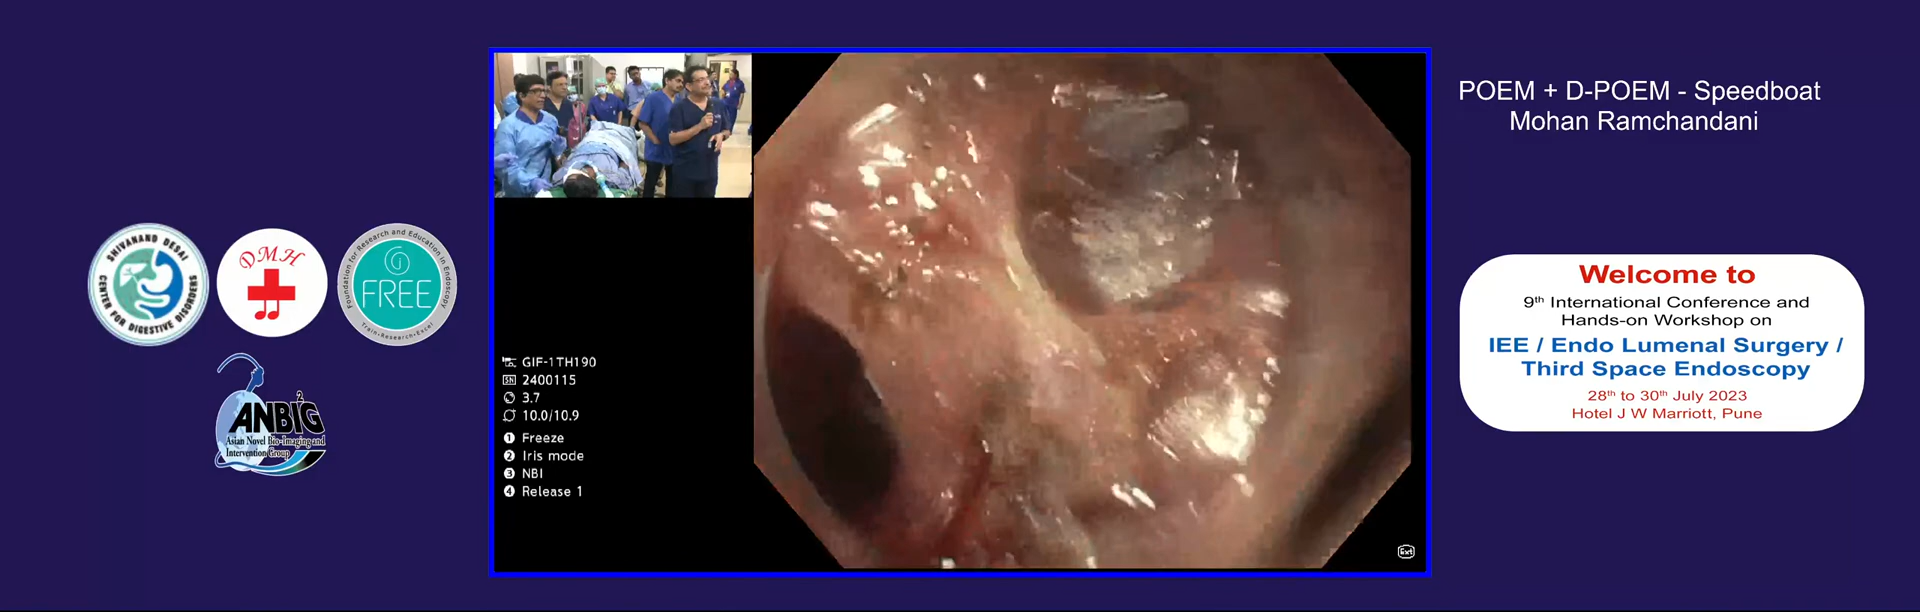 SHIVANAND DESAI
CENTER FOR DIGESTIVE DISORDERS
DMH
Foundation for Research and Education in Endoscopy
FREE
Train•Research•Excel
ANBIG2
Asian Novel Bio-Imaging and
Intervention Group
GIF-1TH190
SN 2400115
3.7
10.0/10.9
1 Freeze
2 Iris mode
3 NBI
4 Release 1
Ext
POEM + D-POEM - Speedboat
Mohan Ramchandani
Welcome to
9th International Conference and
Hands-on Workshop on
IEE / Endo Lumenal Surgery /
Third Space Endoscopy
28th to 30th July 2023
Hotel J W Marriott, Pune